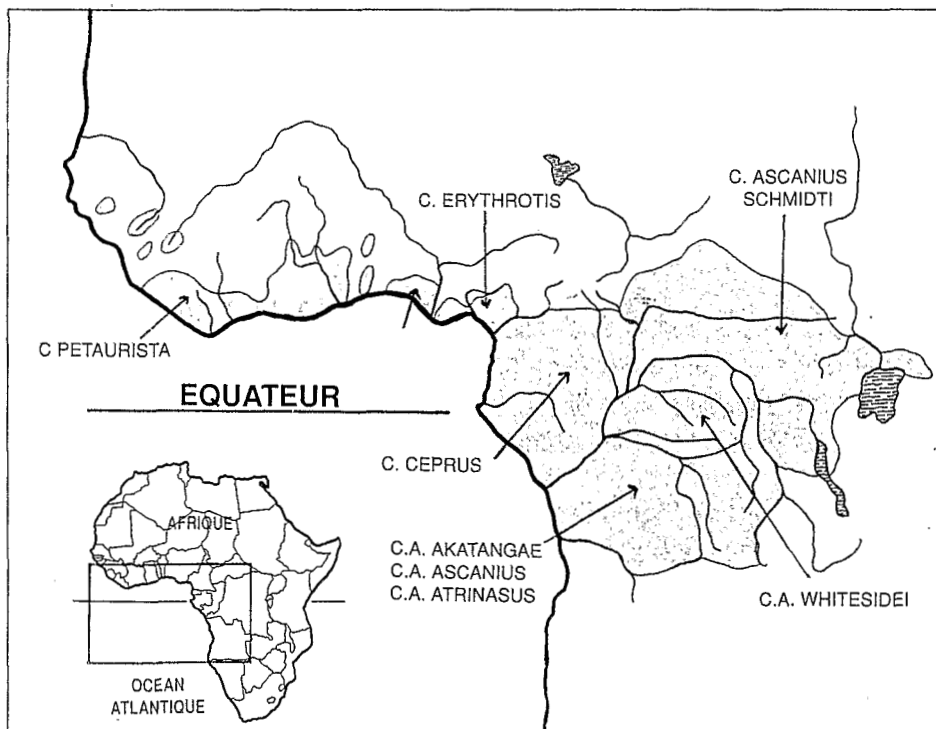 C. ASCANIUS
SCHMIDTI
C. ERYTHROTIS
C PETAURISTA
EQUATEUR
C. CEPRUS
AFRIQUE
C.A. AKATANGAE
C.A. ASCANIUS
C.A. ATRINASUS
C.A. WHITESIDEI
OCEAN
ATLANTIQUE